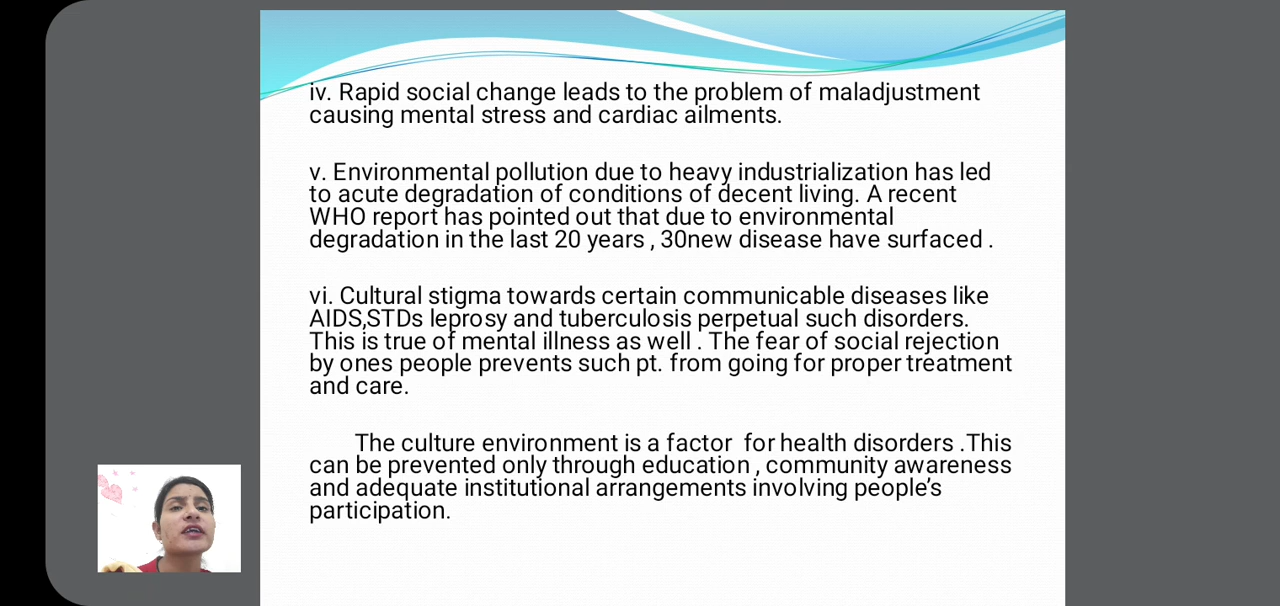 iv. Rapid social change leads to the problem of maladjustment
causing mental stress and cardiac ailments.
v. Environmental pollution due to heavy industrialization has led
to acute degradation of conditions of decent living. A recent
WHO report has pointed out that due to environmental
degradation in the last 20 years , 30new disease have surfaced .
vi. Cultural stigma towards certain communicable diseases like
AIDS,STDs leprosy and tuberculosis perpetual such disorders.
This is true of mental illness as well . The fear of social rejection
by ones people prevents such pt. from going for proper treatment
and care.
The culture environment is a factor  for health disorders .This
can be prevented only through education , community awareness
and adequate institutional arrangements involving people’s
participation.